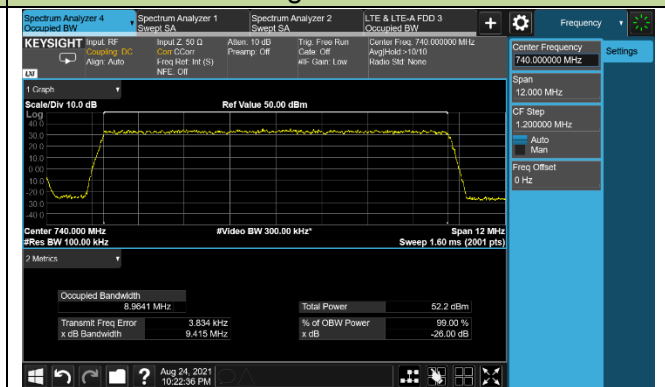 Spectrum Analyzer 4
Occupied BW
Spectrum Analyzer 1
Swept SA
Spectrum Analyzer 2
Swept SA
LTE & LTE-A FDD 3
Occupied BW
+
Frequency
KEYSIGHT
Input: RF
Coupling: DC
Align: Auto
Input Z: 50 Ω
Corr CCorr
Freq Ref: Int (S)
NFE: Off
Atten: 10 dB
Preamp: Off
Trig: Free Run
Gate: Off
#IF Gain: Low
Center Freq: 740.000000 MHz
Avg|Hold:>10/10
Radio Std: None
LXI
Center Frequency
740.000000 MHz
Settings
Span
12.000 MHz
CF Step
1.200000 MHz
Auto
Man
Freq Offset
0 Hz
1 Graph
Scale/Div 10.0 dB
Ref Value 50.00 dBm
Log
40.0
30.0
20.0
10.0
0.00
-10.0
-20.0
-30.0
-40.0
Center 740.000 MHz
#Video BW 300.00 kHz*
Span 12 MHz
#Res BW 100.00 kHz
Sweep 1.60 ms (2001 pts)
2 Metrics
Occupied Bandwidth
8.9641 MHz
Total Power
52.2 dBm
Transmit Freq Error
3.834 kHz
% of OBW Power
99.00 %
x dB Bandwidth
9.415 MHz
x dB
-26.00 dB
?
Aug 24, 2021
10:22:36 PM